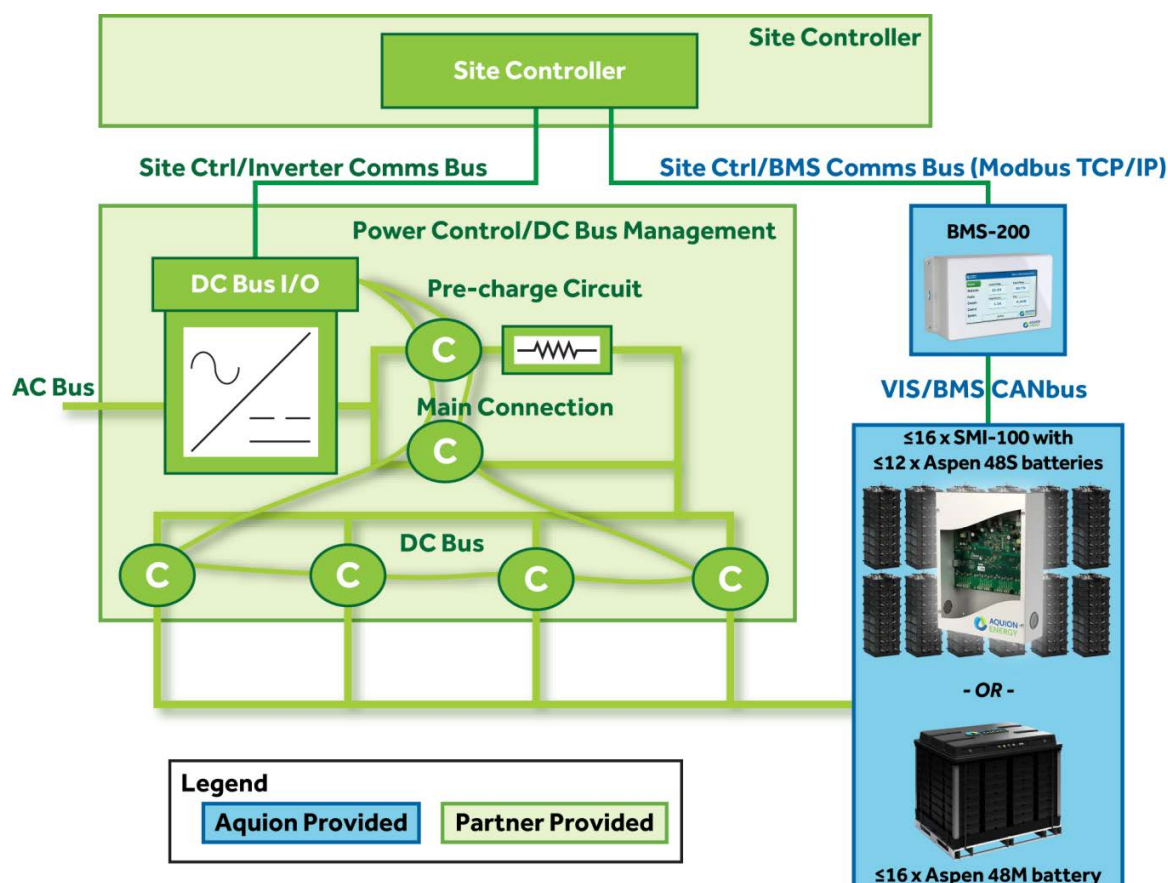 Site Controller
Site Controller
Site Ctrl/Inverter Comms Bus
Site Ctrl/BMS Comms Bus (Modbus TCP/IP)
Power Control/DC Bus Management
BMS-200
DC Bus I/O
Pre-charge Circuit
C
AC Bus
Main Connection
C
VIS/BMS CANbus
≤16 x SMI-100 with
≤12 x Aspen 48S batteries
DC Bus
C
C
C
C
AQUION
ENERGY
- OR -
≤16 x Aspen 48M battery
Legend
Aquion Provided
Partner Provided